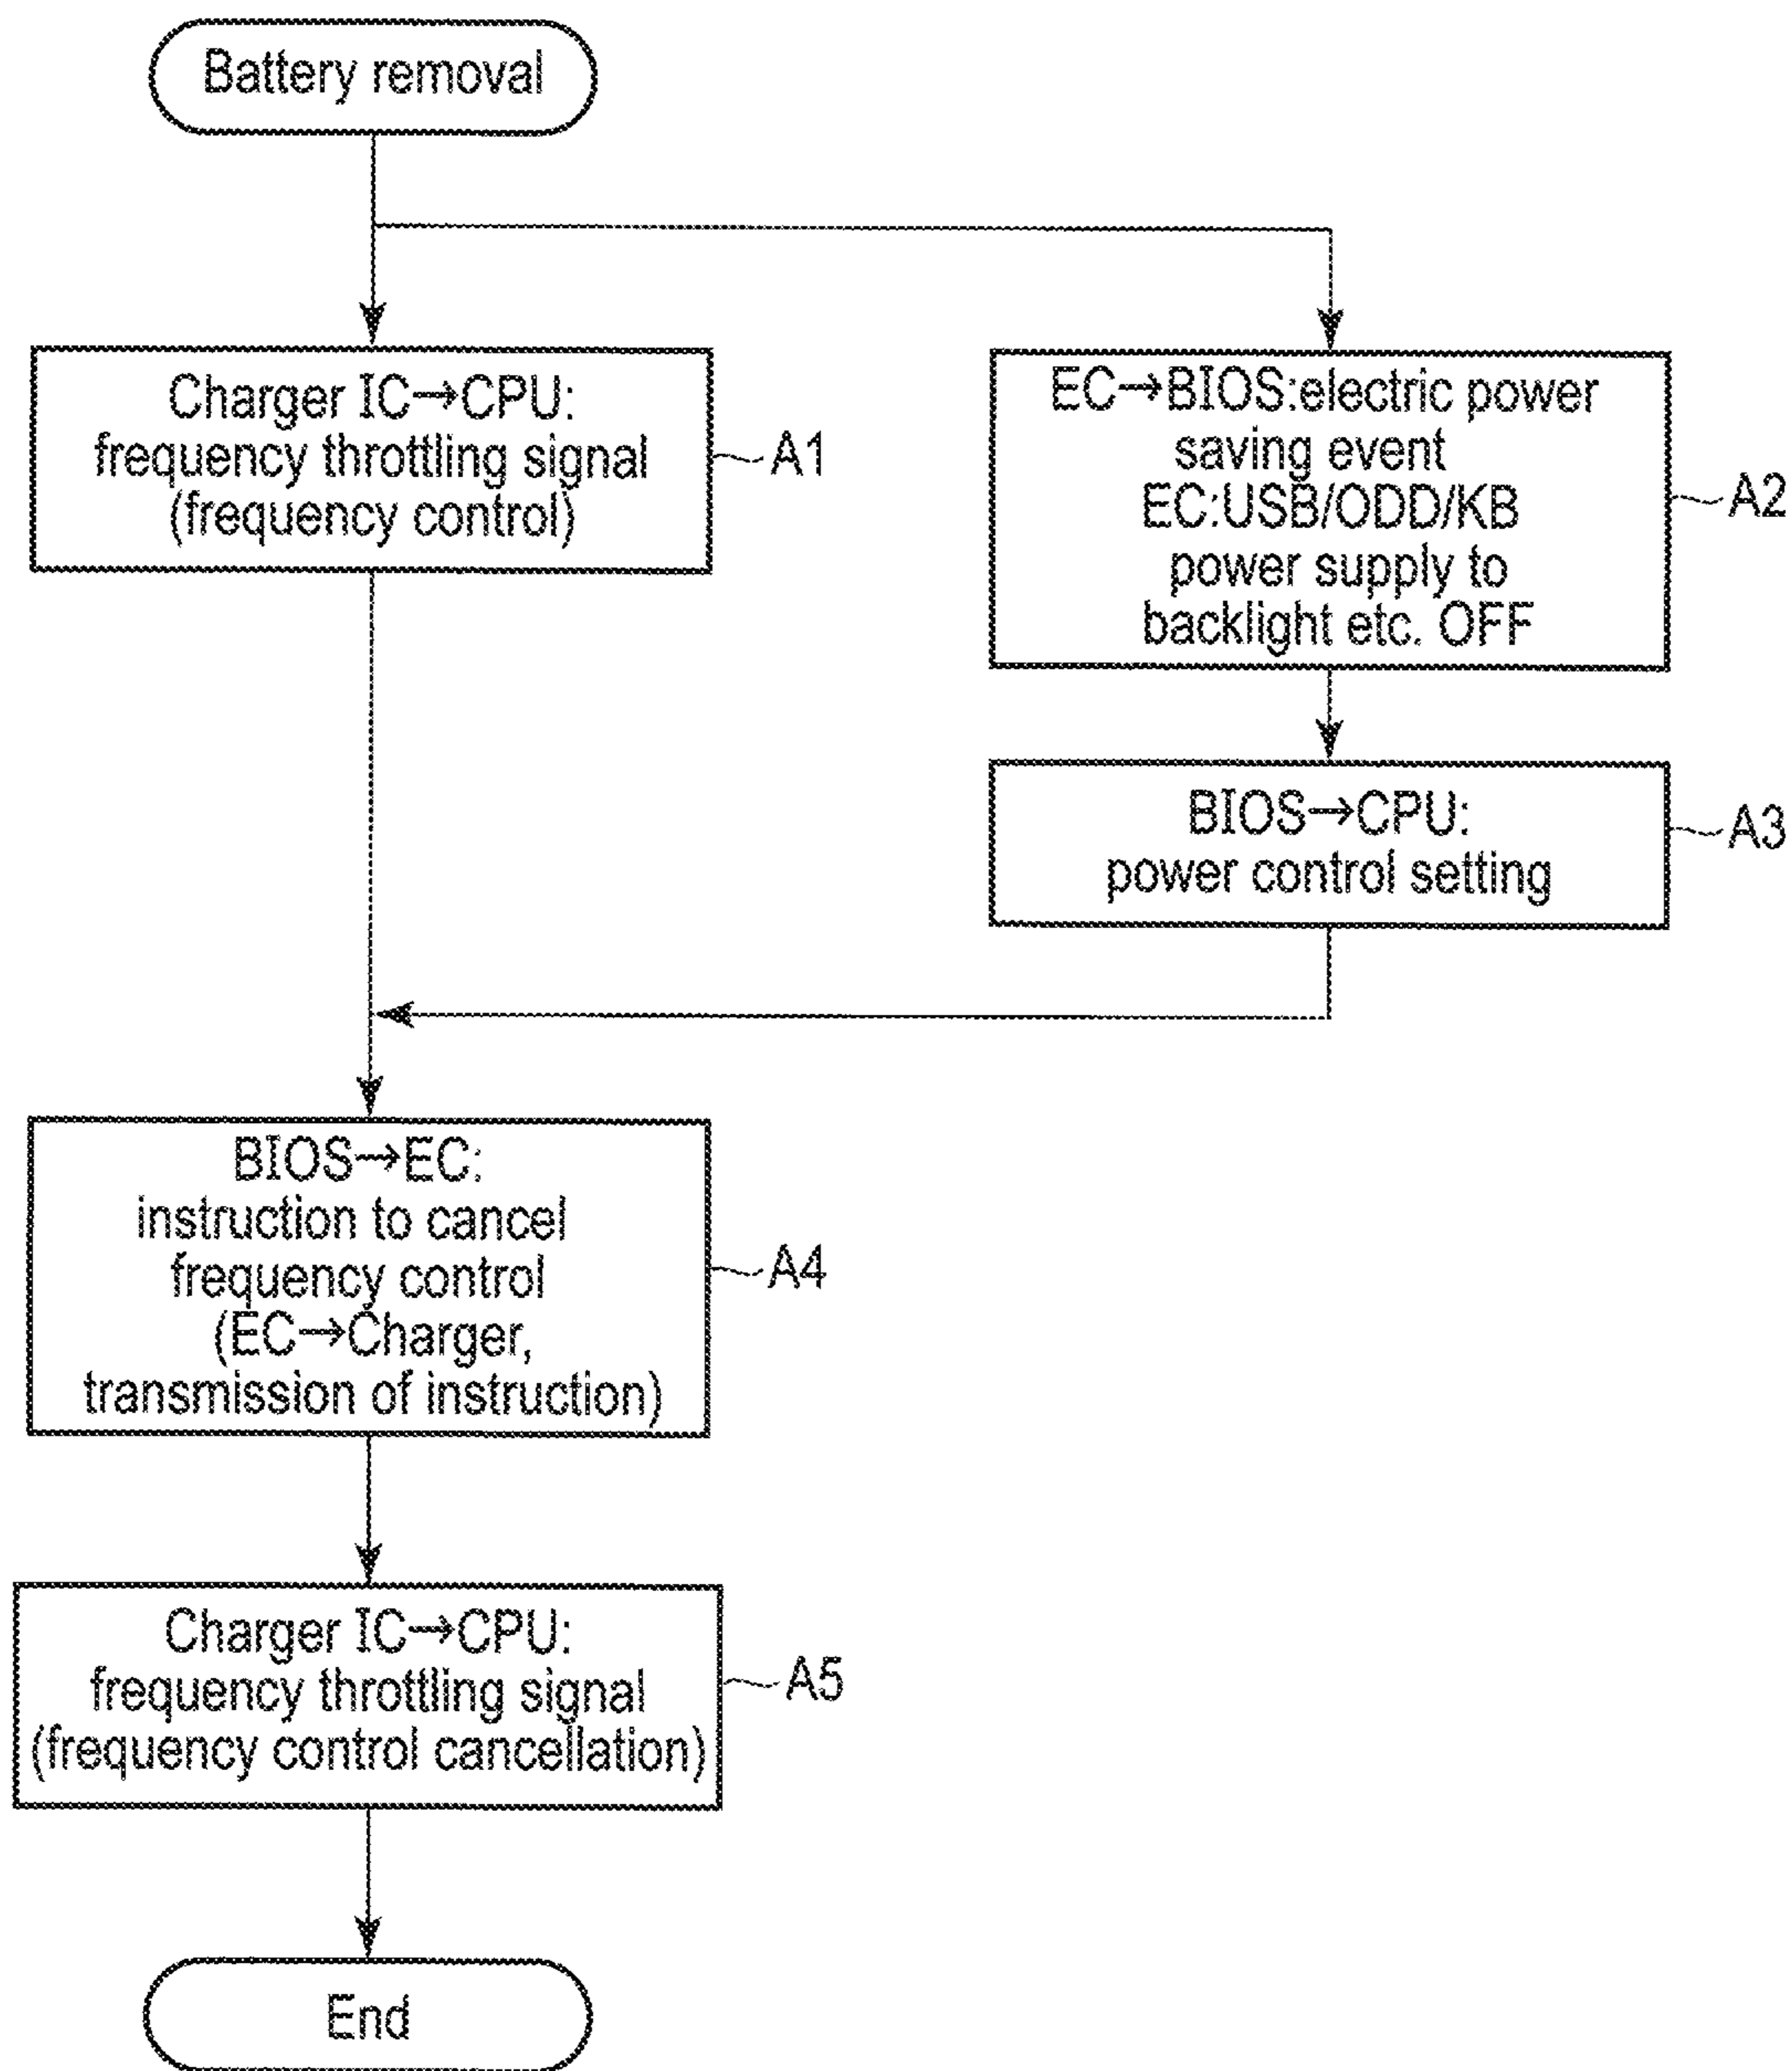 Battery removal
Charger IC→CPU:
frequency throttling signal
(frequency control)
A1
EC→BIOS:electric power
saving event
EC:USB/ODD/KB
power supply to
backlight etc. OFF
A2
BIOS→CPU:
power control setting
A3
BIOS→EC:
instruction to cancel
frequency control
(EC→Charger,
transmission of instruction)
A4
Charger IC→CPU:
frequency throttling signal
(frequency control cancellation)
A5
End